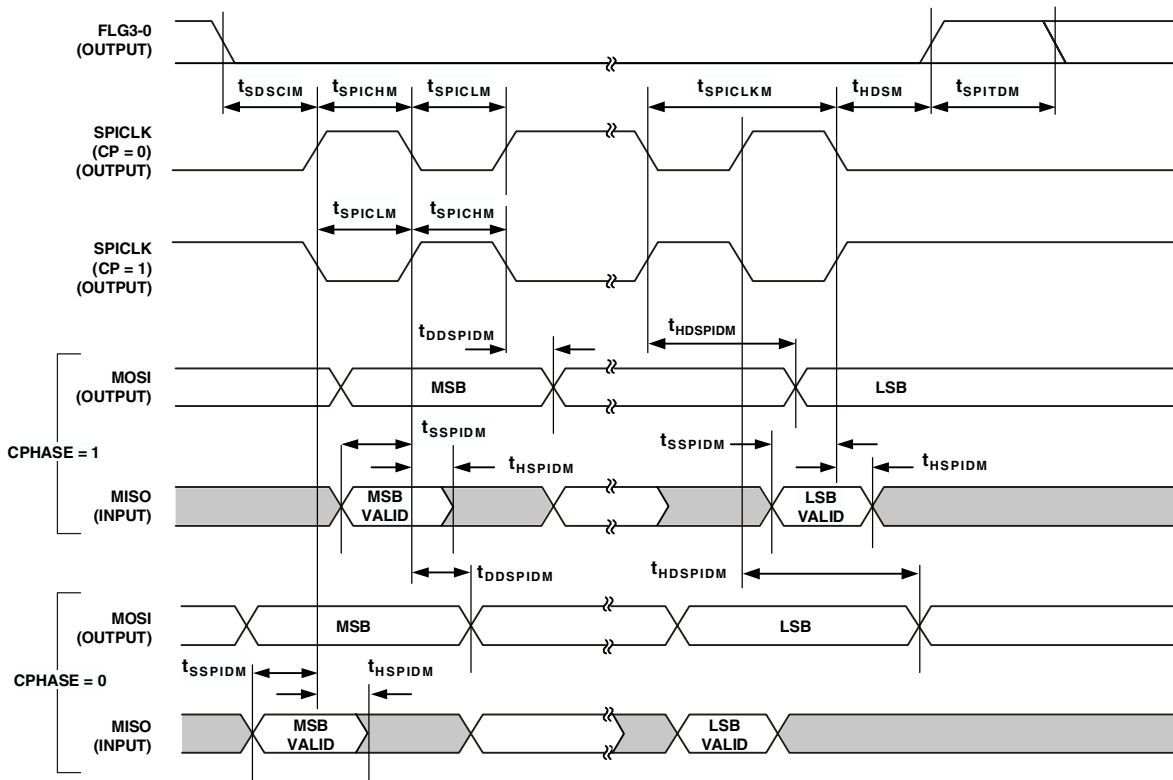 FLG3-0
(OUTPUT)
tSDSCIM
tSPICHM
tSPICLM
tSPICLKM
tHDSM
tSPITDM
SPICLK
(CP = 0)
(OUTPUT)
tSPICLM
tSPICHM
SPICLK
(CP = 1)
(OUTPUT)
tDDSPIDM
tHDSPIDM
MOSI
(OUTPUT)
MSB
LSB
CPHASE = 1
tSSPIDM
tHSPIDM
tSSPIDM
tHSPIDM
MISO
(INPUT)
MSB
VALID
LSB
VALID
tDDSPIDM
tHDSPIDM
MOSI
(OUTPUT)
MSB
LSB
CPHASE = 0
tSSPIDM
tHSPIDM
MISO
(INPUT)
MSB
VALID
LSB
VALID